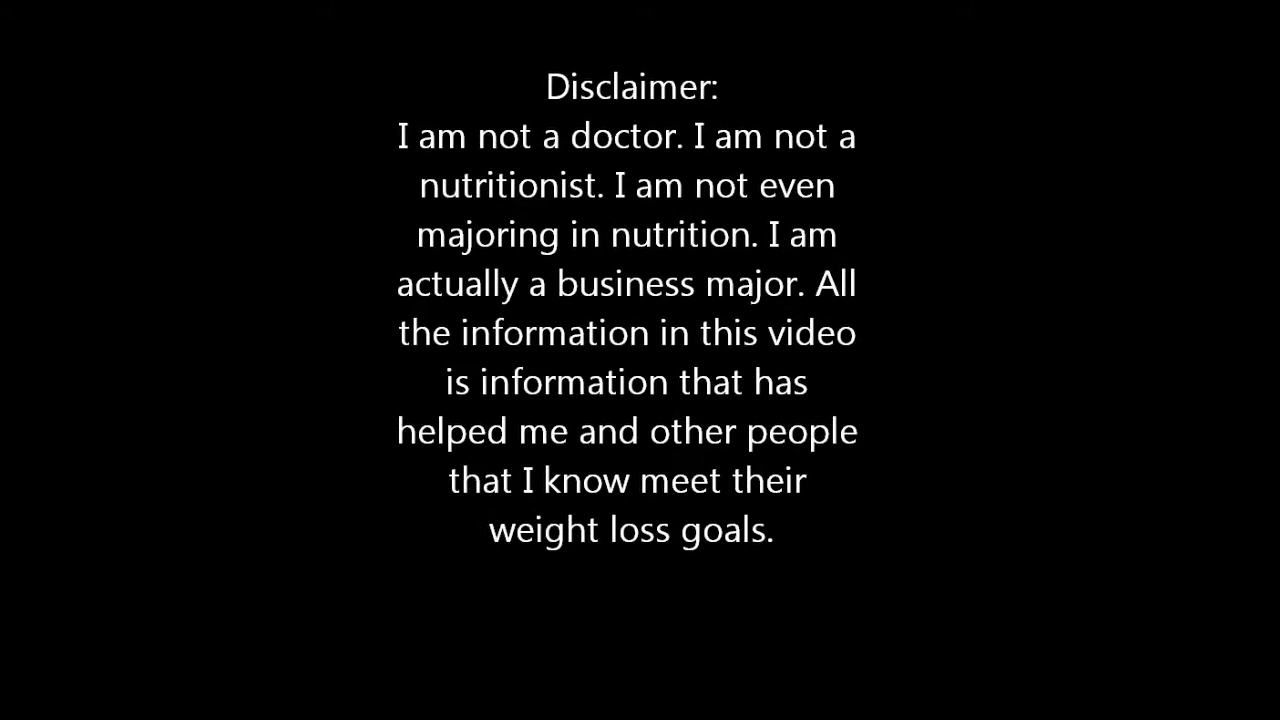 Disclaimer:
I am not a doctor. I am not a
nutritionist. I am not even
majoring in nutrition. I am
actually a business major. All
the information in this video
is information that has
helped me and other people
that I know meet their
weight loss goals.